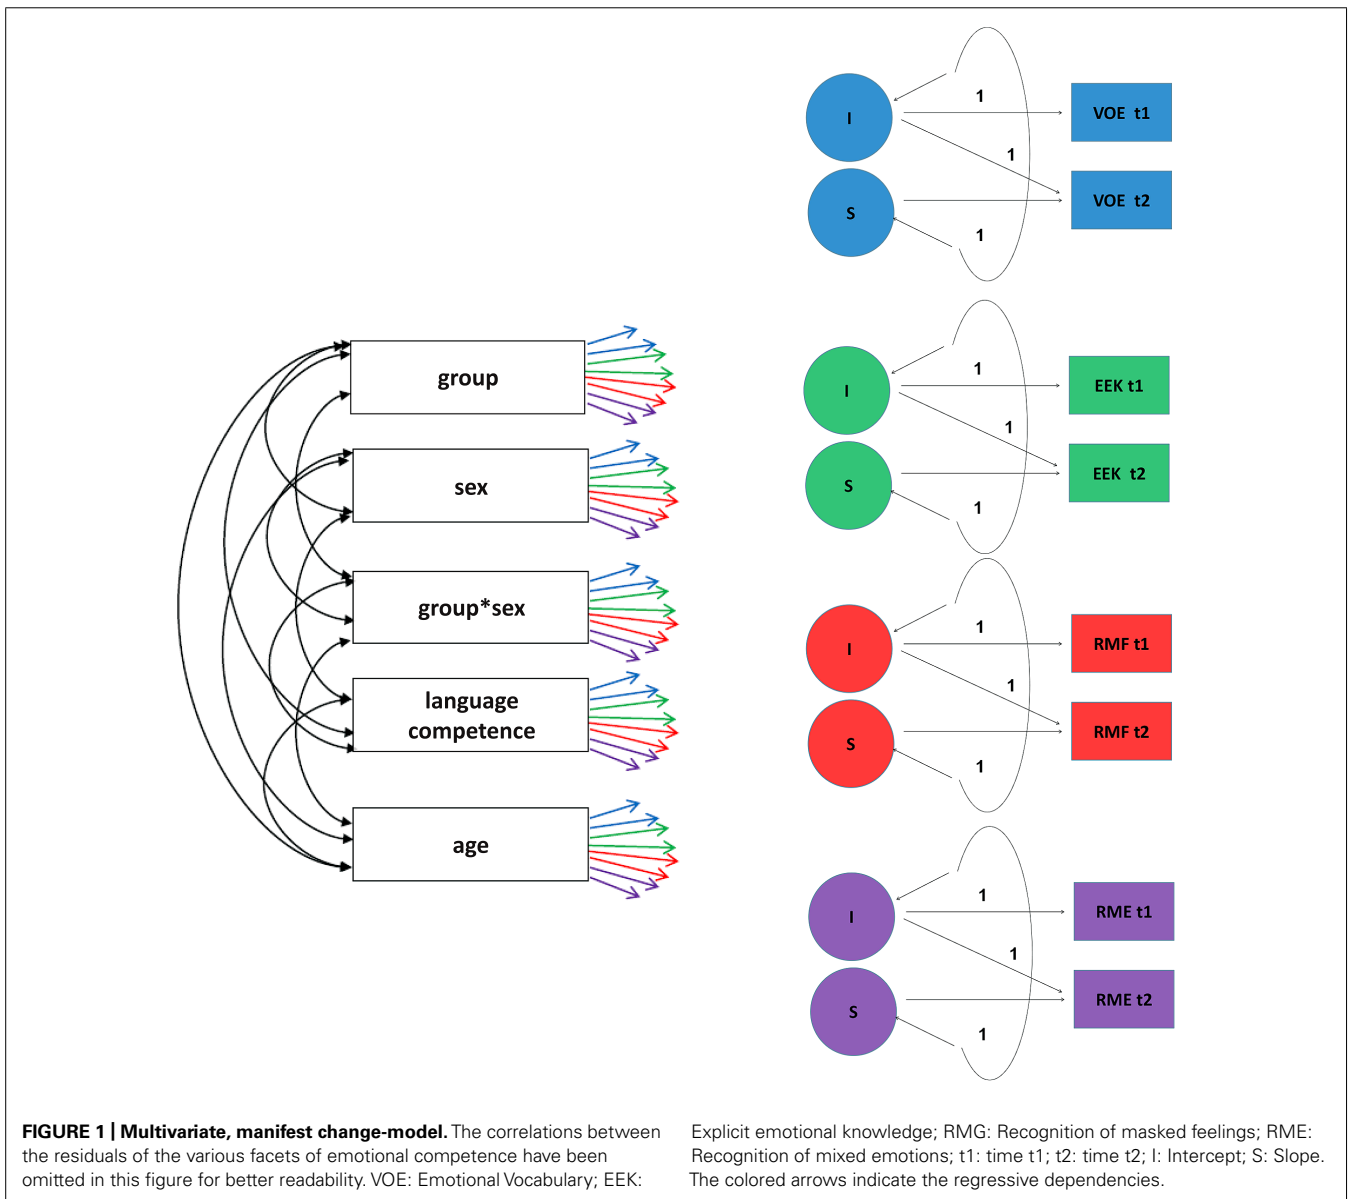 group
sex
group*sex
language
competence
age
I
S
1
1
1
VOE t1
VOE t2
I
S
1
1
1
EEK t1
EEK t2
I
S
1
1
1
RMF t1
RMF t2
I
S
1
1
1
RME t1
RME t2
FIGURE 1 | Multivariate, manifest change-model. The correlations between
the residuals of the various facets of emotional competence have been
omitted in this figure for better readability. VOE: Emotional Vocabulary; EEK:
Explicit emotional knowledge; RMG: Recognition of masked feelings; RME:
Recognition of mixed emotions; t1: time t1; t2: time t2; I: Intercept; S: Slope.
The colored arrows indicate the regressive dependencies.